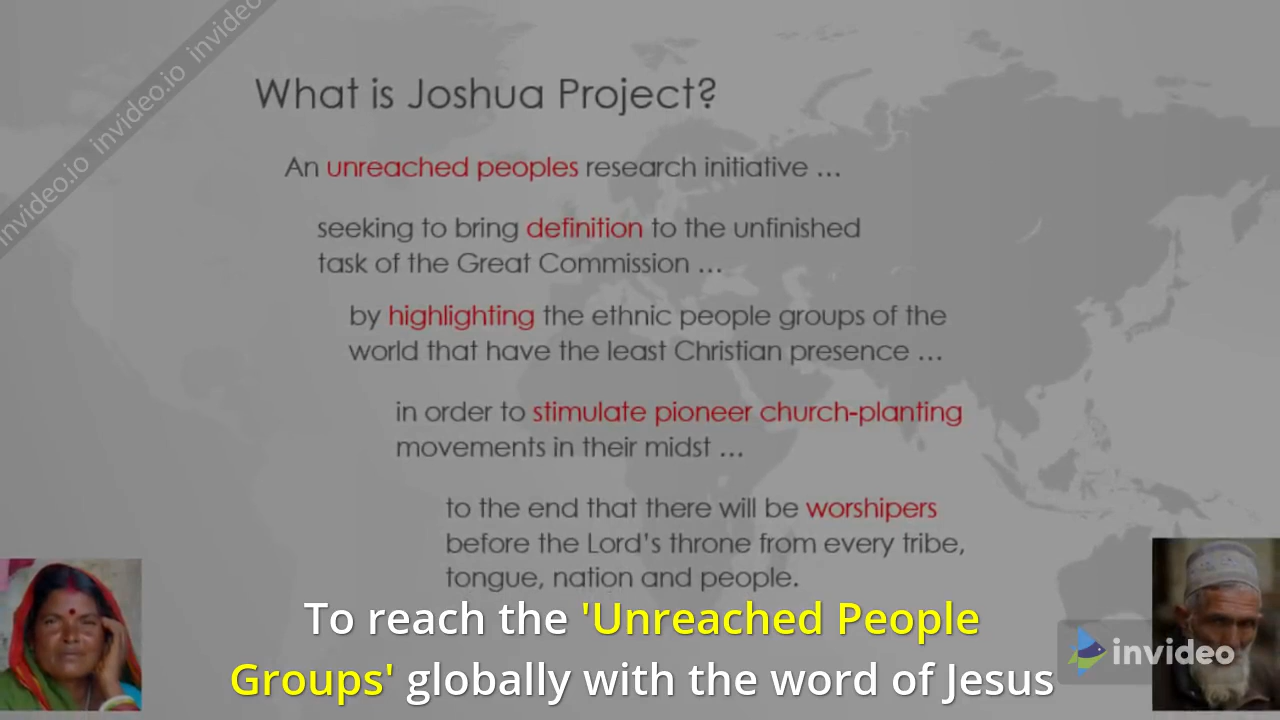 invideo.io invideo.io invideo
What is Joshua Project?
An unreached peoples research initiative ...
seeking to bring definition to the unfinished
task of the Great Commission ...
by highlighting the ethnic people groups of the
world that have the least Christian presence ...
in order to stimulate pioneer church-planting
movements in their midst ...
to the end that there will be worshipers
before the Lord's throne from every tribe,
tongue, nation and people.
To reach the 'Unreached People
Groups' globally with the word of Jesus
invideo